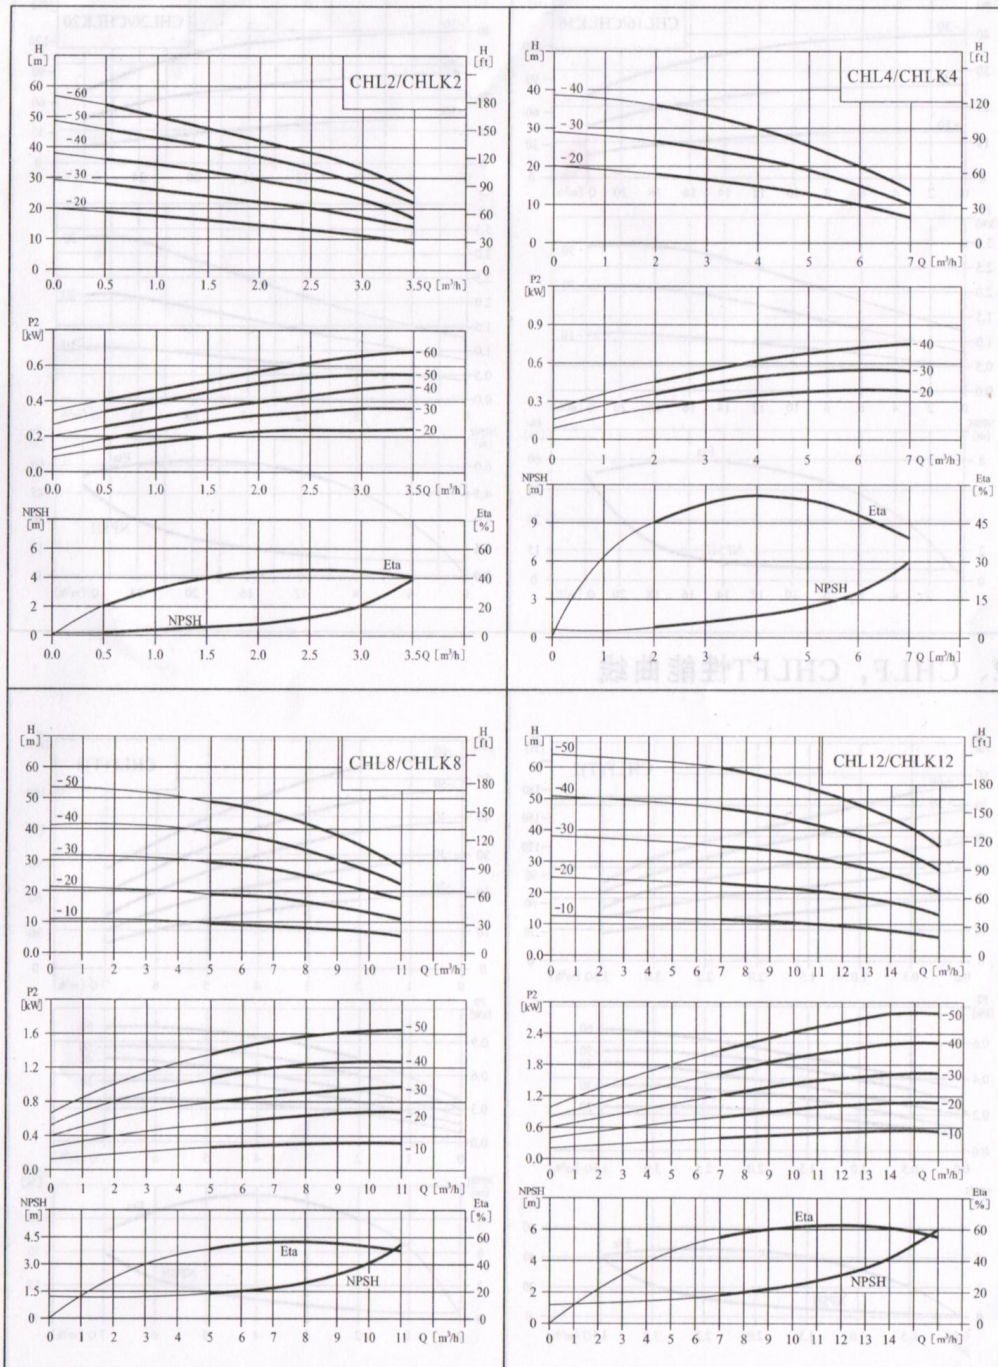 CHL2/CHLK2
H
[m]
H
[ft]
60
50
40
30
20
10
0
180
150
120
90
60
30
0
-60
-50
-40
-30
-20
0.0 0.5 1.0 1.5 2.0 2.5 3.0 3.5 Q [m³/h]
P2
[kW]
0.6
0.4
0.2
0.0
-60
-50
-40
-30
-20
0.0 0.5 1.0 1.5 2.0 2.5 3.0 3.5 Q [m³/h]
NPSH
[m]
Eta
[%]
6
4
2
0
60
40
20
0
Eta
NPSH
0.0 0.5 1.0 1.5 2.0 2.5 3.0 3.5 Q [m³/h]
CHL4/CHLK4
H
[m]
H
[ft]
40
30
20
10
0
120
90
60
30
0
-40
-30
-20
0 1 2 3 4 5 6 7 Q [m³/h]
P2
[kW]
0.9
0.6
0.3
0
-40
-30
-20
0 1 2 3 4 5 6 7 Q [m³/h]
NPSH
[m]
Eta
[%]
9
6
3
0
45
30
15
0
Eta
NPSH
0 1 2 3 4 5 6 7 Q [m³/h]
CHL8/CHLK8
H
[m]
H
[ft]
60
50
40
30
20
10
0.0
180
150
120
90
60
30
0
-50
-40
-30
-20
-10
0 1 2 3 4 5 6 7 8 9 10 11 Q [m³/h]
P2
[kW]
1.6
1.2
0.8
0.4
0.0
-50
-40
-30
-20
-10
0 1 2 3 4 5 6 7 8 9 10 11 Q [m³/h]
NPSH
[m]
Eta
[%]
4.5
3.0
1.5
0
60
40
20
0
Eta
NPSH
0 1 2 3 4 5 6 7 8 9 10 11 Q [m³/h]
CHL12/CHLK12
H
[m]
H
[ft]
60
50
40
30
20
10
0.0
180
150
120
90
60
30
0
-50
-40
-30
-20
-10
0 1 2 3 4 5 6 7 8 9 10 11 12 13 14 Q [m³/h]
P2
[kW]
2.4
1.8
1.2
0.6
0.0
-50
-40
-30
-20
-10
0 1 2 3 4 5 6 7 8 9 10 11 12 13 14 Q [m³/h]
NPSH
[m]
Eta
[%]
6
4
2
0
60
40
20
0
Eta
NPSH
0 1 2 3 4 5 6 7 8 9 10 11 12 13 14 Q [m³/h]